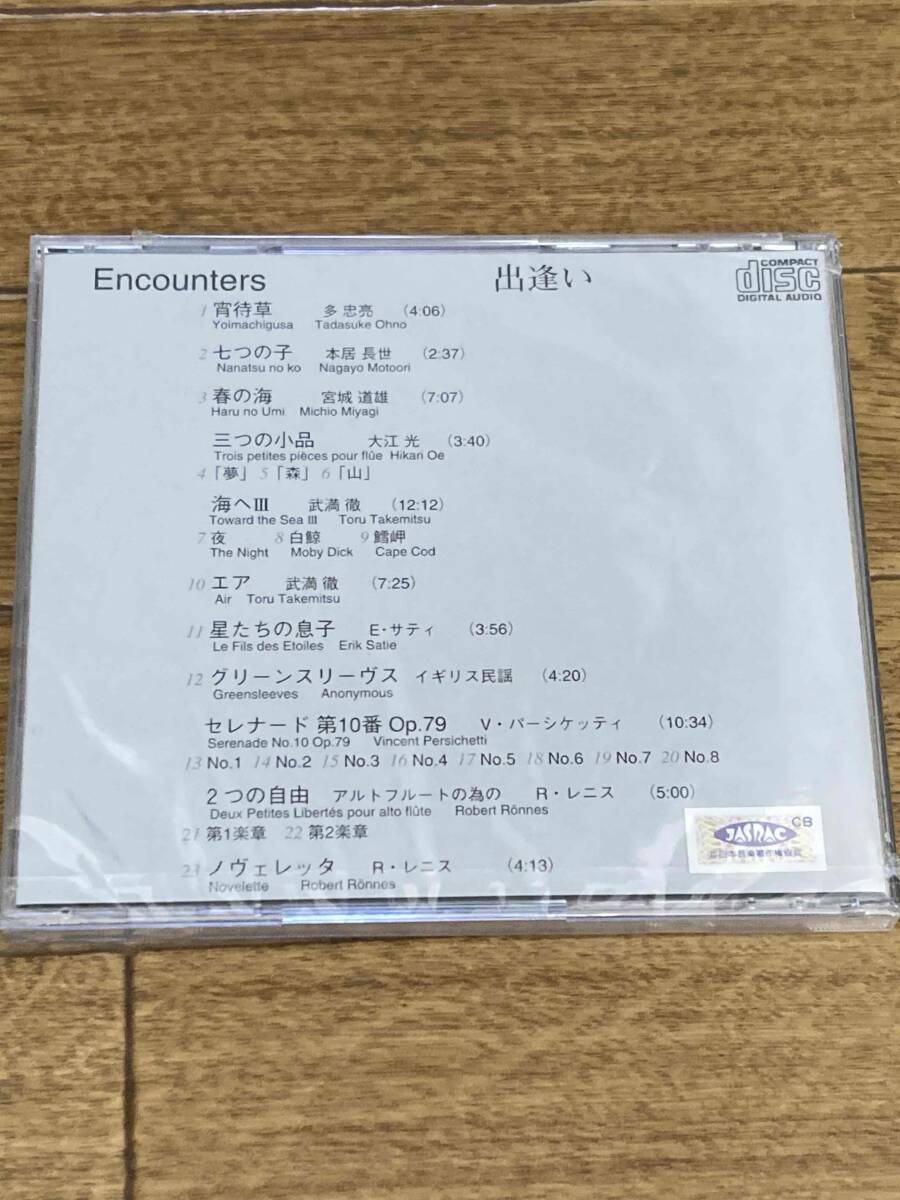 Encounters 出逢い
COMPACT
disc
DIGITAL AUDIO
1 宵待草 多 忠亮 (4:06)
Yoimachigusa Tadasuke Ohno
2 七つの子 本居 長世 (2:37)
Nanatsu no ko Nagayo Motoori
3 春の海 宮城 道雄 (7:07)
Haru no Umi Michio Miyagi
三つの小品 大江 光 (3:40)
Trois petites pièces pour flûe Hikari Oe
4「夢」 5「森」 6「山」
海へⅢ 武満 徹 (12:12)
Toward the Sea Ⅲ Toru Takemitsu
7 夜 8 白鯨 9 鱈岬
The Night Moby Dick Cape Cod
10 エア 武満 徹 (7:25)
Air Toru Takemitsu
11 星たちの息子 E・サティ (3:56)
Le Fils des Etoiles Erik Satie
12 グリーンスリーヴス イギリス民謡 (4:20)
Greensleeves Anonymous
セレナード 第10番 Op.79 V・パーシケッティ (10:34)
Serenade No.10 Op.79 Vincent Persichetti
13 No.1 14 No.2 15 No.3 16 No.4 17 No.5 18 No.6 19 No.7 20 No.8
2つの自由 アルトフルートの為の R・レニス (5:00)
Deux Petites Libertés pour alto flûte Robert Rönnes
21 第1楽章 22 第2楽章
23 ノヴェレッタ R・レニス (4:13)
Novelette Robert Rönnes
CB
JASRAC